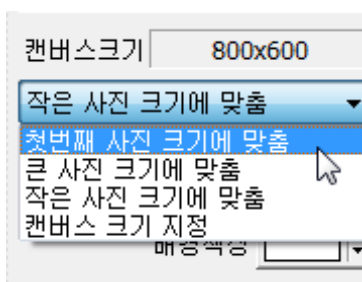 캔버스크기 800x600
작은 사진 크기에 맞춤
첫번째 사진 크기에 맞춤
큰 사진 크기에 맞춤
작은 사진 크기에 맞춤
캔버스 크기 지정
배경색상